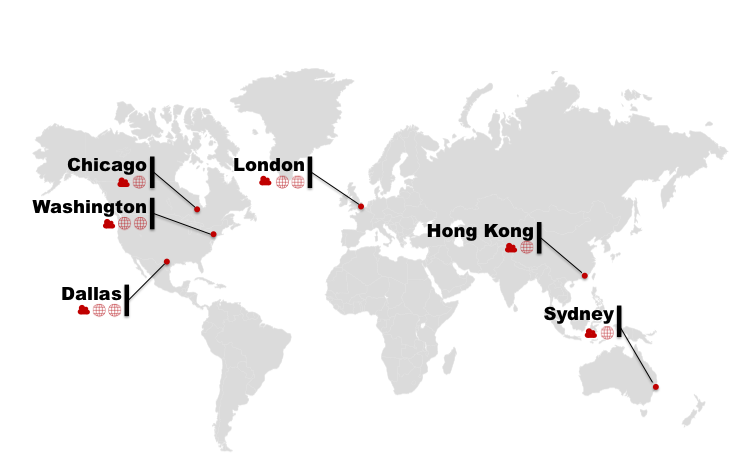 Chicago
London
Washington
Hong Kong
Dallas
Sydney